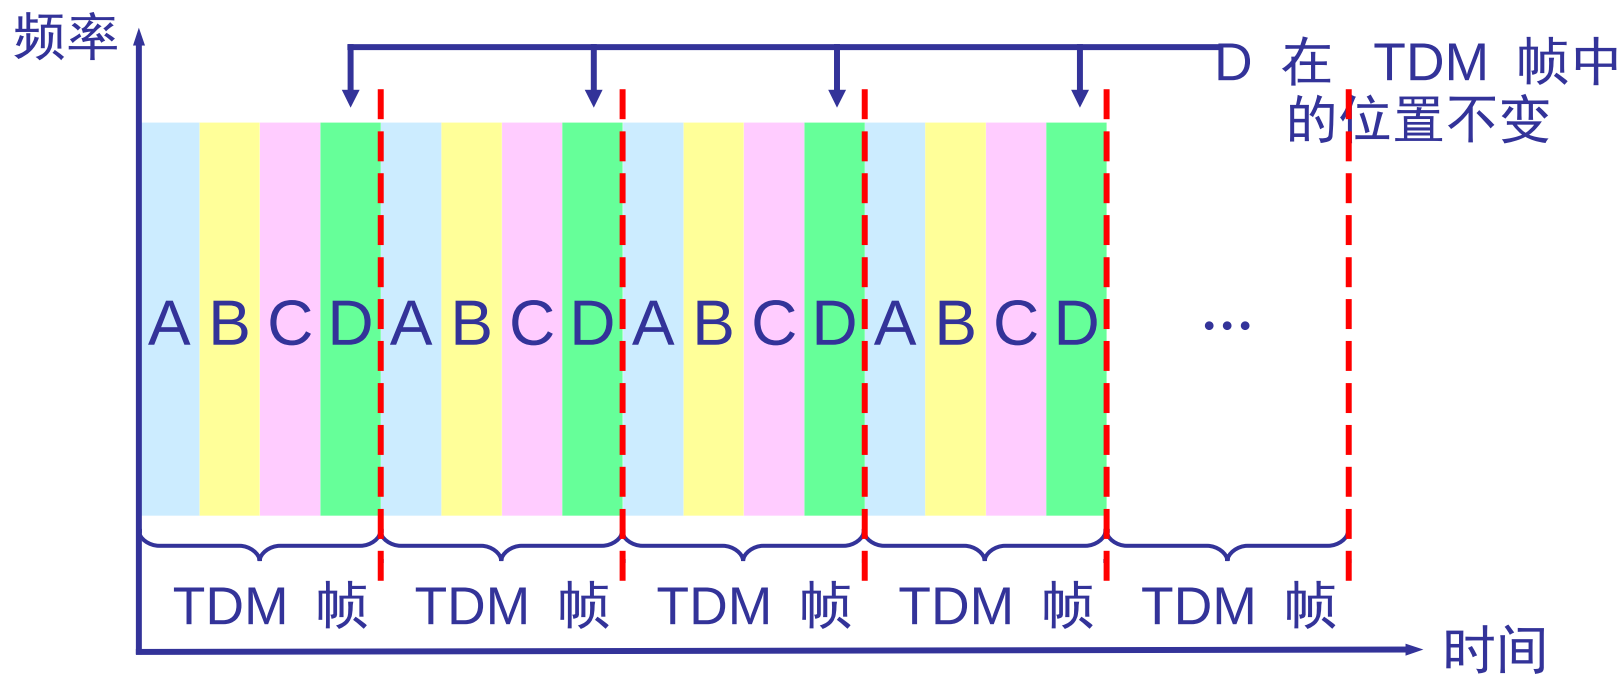 频率
D 在 TDM 帧中
的位置不变
A B C D A B C D A B C D A B C D ...
TDM 帧 TDM 帧 TDM 帧 TDM 帧 TDM 帧
时间